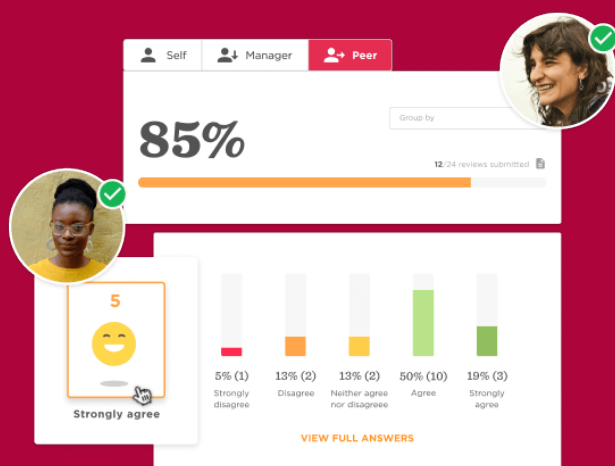 Self
Manager
Peer
85%
Group by
12/24 reviews submitted
5
Strongly agree
5% (1)
Strongly
disagree
13% (2)
Disagree
13% (2)
Neither agree
nor disagreee
50% (10)
Agree
19% (3)
Strongly
agree
VIEW FULL ANSWERS